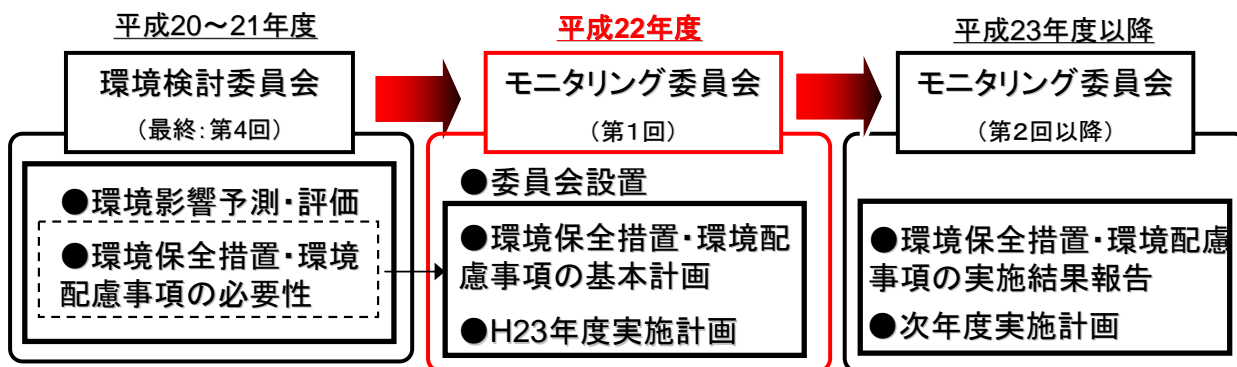 平成20～21年度
環境検討委員会
（最終：第4回）
●環境影響予測・評価
●環境保全措置・環境
配慮事項の必要性
平成22年度
モニタリング委員会
（第１回）
●委員会設置
●環境保全措置・環境配
慮事項の基本計画
●H23年度実施計画
平成23年度以降
モニタリング委員会
（第２回以降）
●環境保全措置・環境配慮
事項の実施結果報告
●次年度実施計画